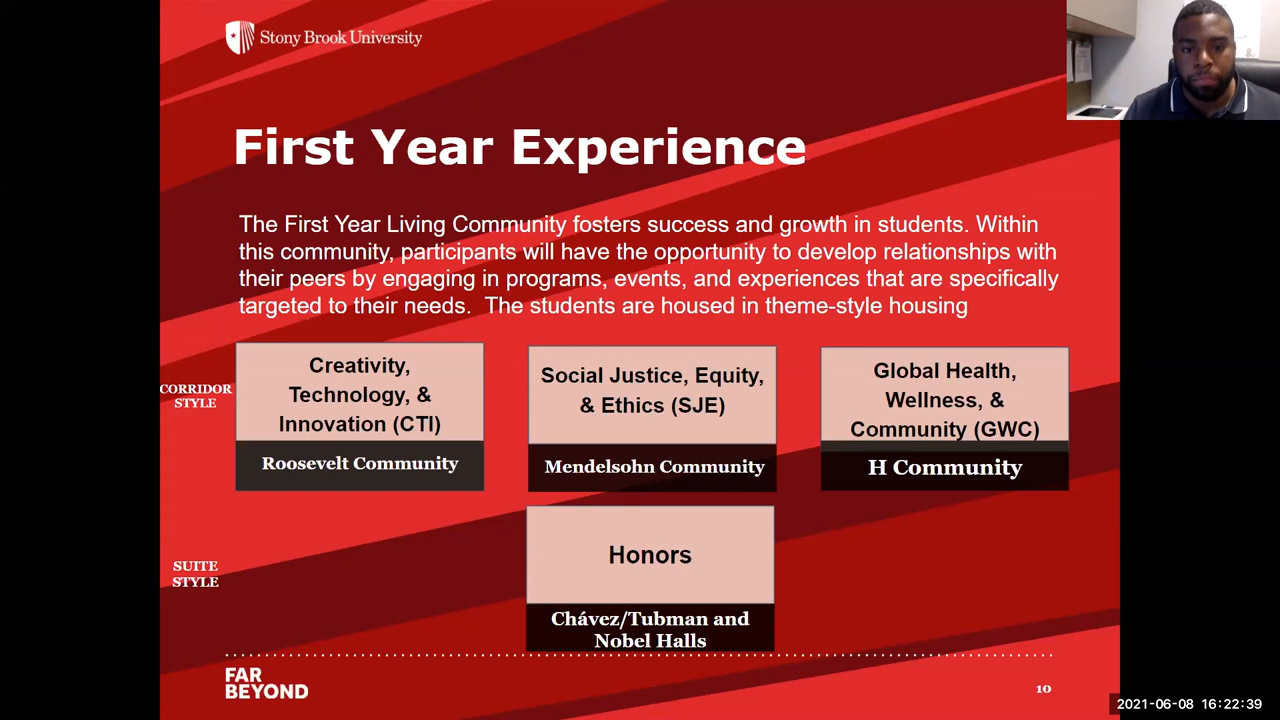 Stony Brook University
First Year Experience
The First Year Living Community fosters success and growth in students. Within
this community, participants will have the opportunity to develop relationships with
their peers by engaging in programs, events, and experiences that are specifically
targeted to their needs.  The students are housed in theme-style housing
CORRIDOR
STYLE
Creativity,
Technology, &
Innovation (CTI)
Roosevelt Community
Social Justice, Equity,
& Ethics (SJE)
Mendelsohn Community
Global Health,
Wellness, &
Community (GWC)
H Community
SUITE
STYLE
Honors
Chávez/Tubman and
Nobel Halls
FAR
BEYOND
10
2021-06-08 16:22:39